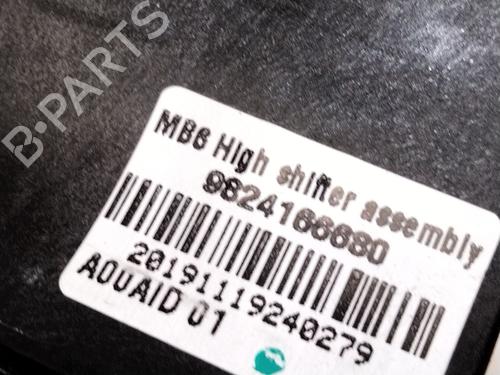 B-PARTS
MB6 High shifter assembly
9824166680
20191119240279
A0UAID 01